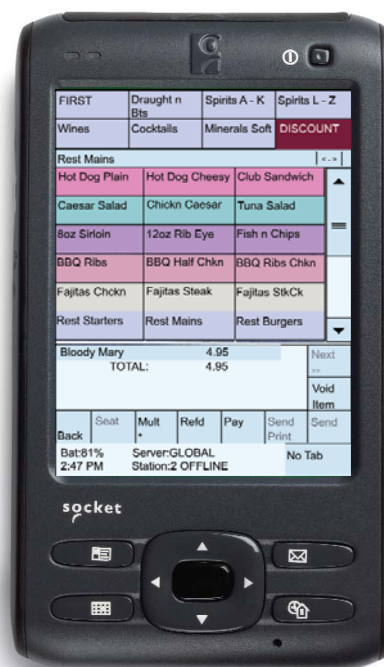 FIRST Draught n Bts Spirits A - K Spirits L - Z
Wines Cocktails Minerals Soft DISCOUNT
Rest Mains <->
Hot Dog Plain Hot Dog Cheesy Club Sandwich
Caesar Salad Chickn Caesar Tuna Salad
8oz Sirloin 12oz Rib Eye Fish n Chips
BBQ Ribs BBQ Half Chkn BBQ Ribs Chkn
Fajitas Chckn Fajitas Steak Fajitas StkCk
Rest Starters Rest Mains Rest Burgers
Bloody Mary 4.95 Next >>
TOTAL: 4.95
Void Item
Back Seat Mult * Refd Pay Send Print Send
Bat:81% Server:GLOBAL No Tab
2:47 PM Station:2 OFFLINE
socket